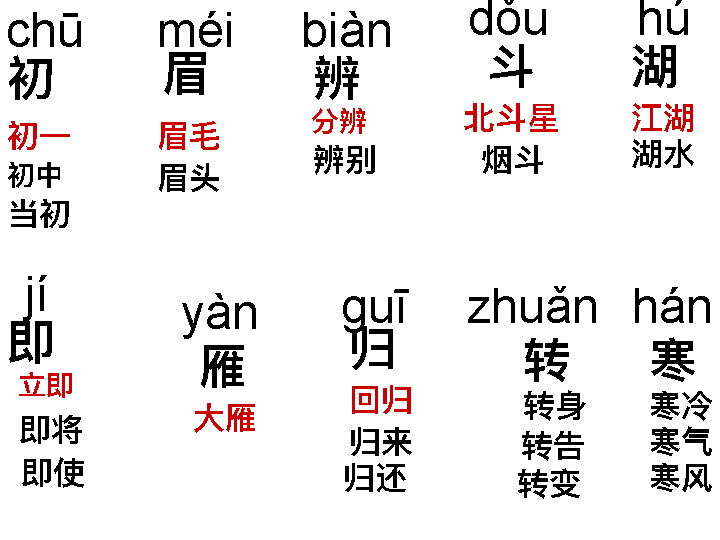 chū
初
初一
初中
当初
méi
眉
眉毛
眉头
biàn
辨
分辨
辨别
dǒu
斗
北斗星
烟斗
hú
湖
江湖
湖水
jí
即
立即
即将
即使
yàn
雁
大雁
guī
归
回归
归来
归还
zhuǎn
转
转身
转告
转变
hán
寒
寒冷
寒气
寒风